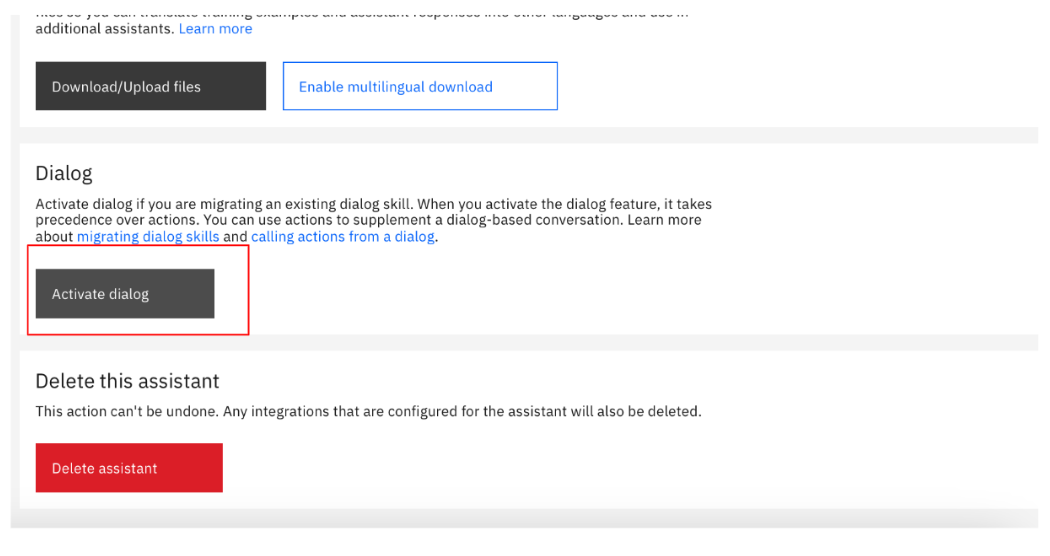 additional assistants. Learn more
Download/Upload files
Enable multilingual download
Dialog
Activate dialog if you are migrating an existing dialog skill. When you activate the dialog feature, it takes
precedence over actions. You can use actions to supplement a dialog-based conversation. Learn more
about migrating dialog skills and calling actions from a dialog.
Activate dialog
Delete this assistant
This action can't be undone. Any integrations that are configured for the assistant will also be deleted.
Delete assistant